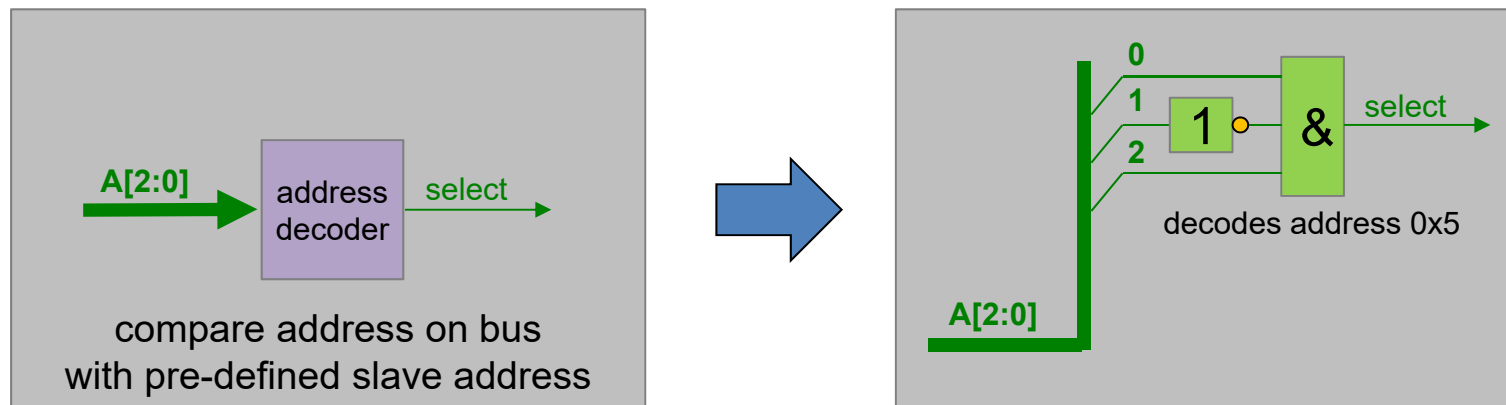 A[2:0]
address
decoder
select
compare address on bus
with pre-defined slave address
0
1
2
1
&
select
decodes address 0x5
A[2:0]